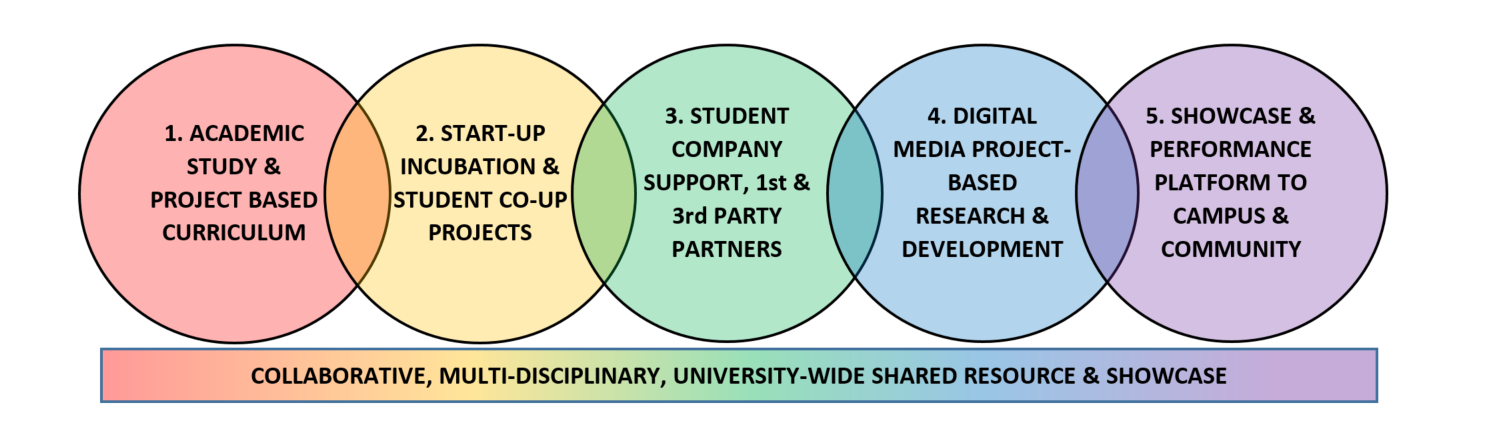 1. ACADEMIC
STUDY &
PROJECT BASED
CURRICULUM
2. START-UP
INCUBATION &
STUDENT CO-UP
PROJECTS
3. STUDENT
COMPANY
SUPPORT, 1st &
3rd PARTY
PARTNERS
4. DIGITAL
MEDIA PROJECT-
BASED
RESEARCH &
DEVELOPMENT
5. SHOWCASE &
PERFORMANCE
PLATFORM TO
CAMPUS &
COMMUNITY
COLLABORATIVE, MULTI-DISCIPLINARY, UNIVERSITY-WIDE SHARED RESOURCE & SHOWCASE